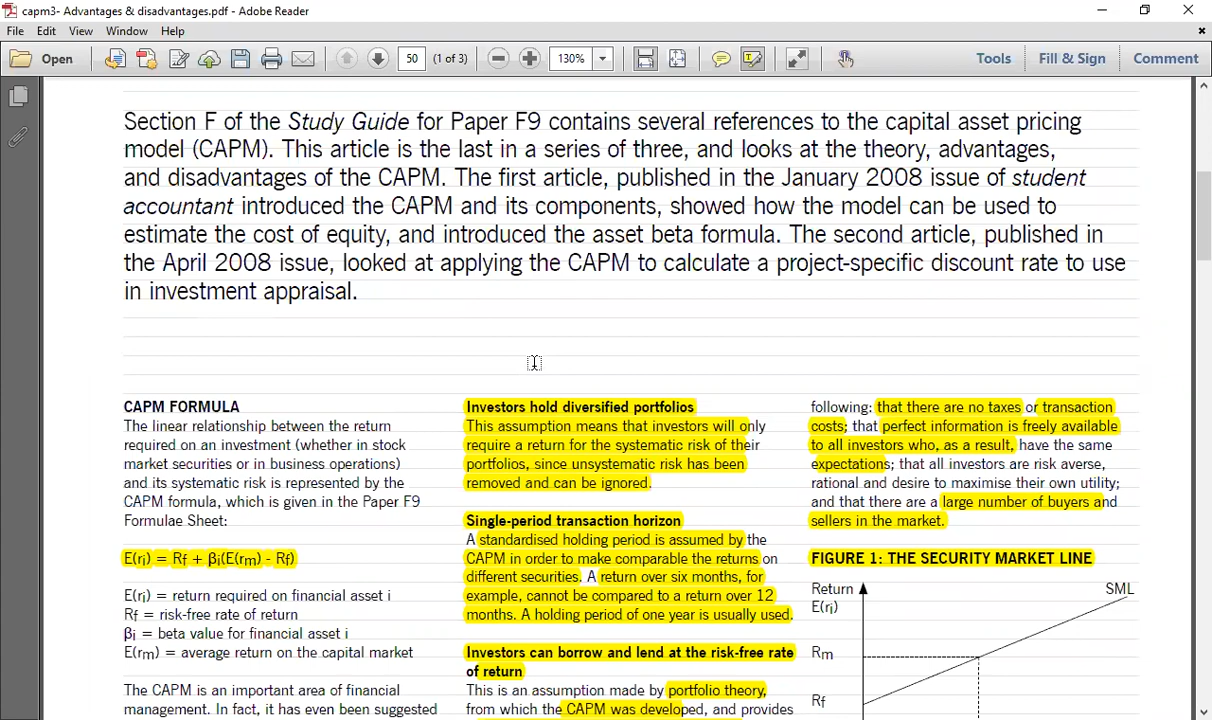 capm3- Advantages & disadvantages.pdf - Adobe Reader
File Edit View Window Help
Open 50 (1 of 3) 130% Tools Fill & Sign Comment
Section F of the Study Guide for Paper F9 contains several references to the capital asset pricing
model (CAPM). This article is the last in a series of three, and looks at the theory, advantages,
and disadvantages of the CAPM. The first article, published in the January 2008 issue of student
accountant introduced the CAPM and its components, showed how the model can be used to
estimate the cost of equity, and introduced the asset beta formula. The second article, published in
the April 2008 issue, looked at applying the CAPM to calculate a project-specific discount rate to use
in investment appraisal.
CAPM FORMULA
The linear relationship between the return
required on an investment (whether in stock
market securities or in business operations)
and its systematic risk is represented by the
CAPM formula, which is given in the Paper F9
Formulae Sheet:
E(ri) = Rf + βi(E(rm) - Rf)
E(ri) = return required on financial asset i
Rf = risk-free rate of return
βi = beta value for financial asset i
E(rm) = average return on the capital market
The CAPM is an important area of financial
management. In fact, it has even been suggested
Investors hold diversified portfolios
This assumption means that investors will only
require a return for the systematic risk of their
portfolios, since unsystematic risk has been
removed and can be ignored.
Single-period transaction horizon
A standardised holding period is assumed by the
CAPM in order to make comparable the returns on
different securities. A return over six months, for
example, cannot be compared to a return over 12
months. A holding period of one year is usually used.
Investors can borrow and lend at the risk-free rate
of return
This is an assumption made by portfolio theory,
from which the CAPM was developed, and provides
following: that there are no taxes or transaction
costs; that perfect information is freely available
to all investors who, as a result, have the same
expectations; that all investors are risk averse,
rational and desire to maximise their own utility;
and that there are a large number of buyers and
sellers in the market.
FIGURE 1: THE SECURITY MARKET LINE
Return
E(ri)
SML
Rm
Rf